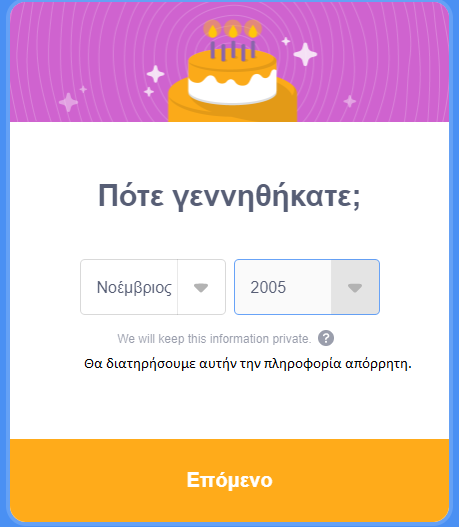 Πότε γεννηθήκατε;
Νοέμβριος 2005
We will keep this information private. ?
Θα διατηρήσουμε αυτήν την πληροφορία απόρρητη.
Επόμενο